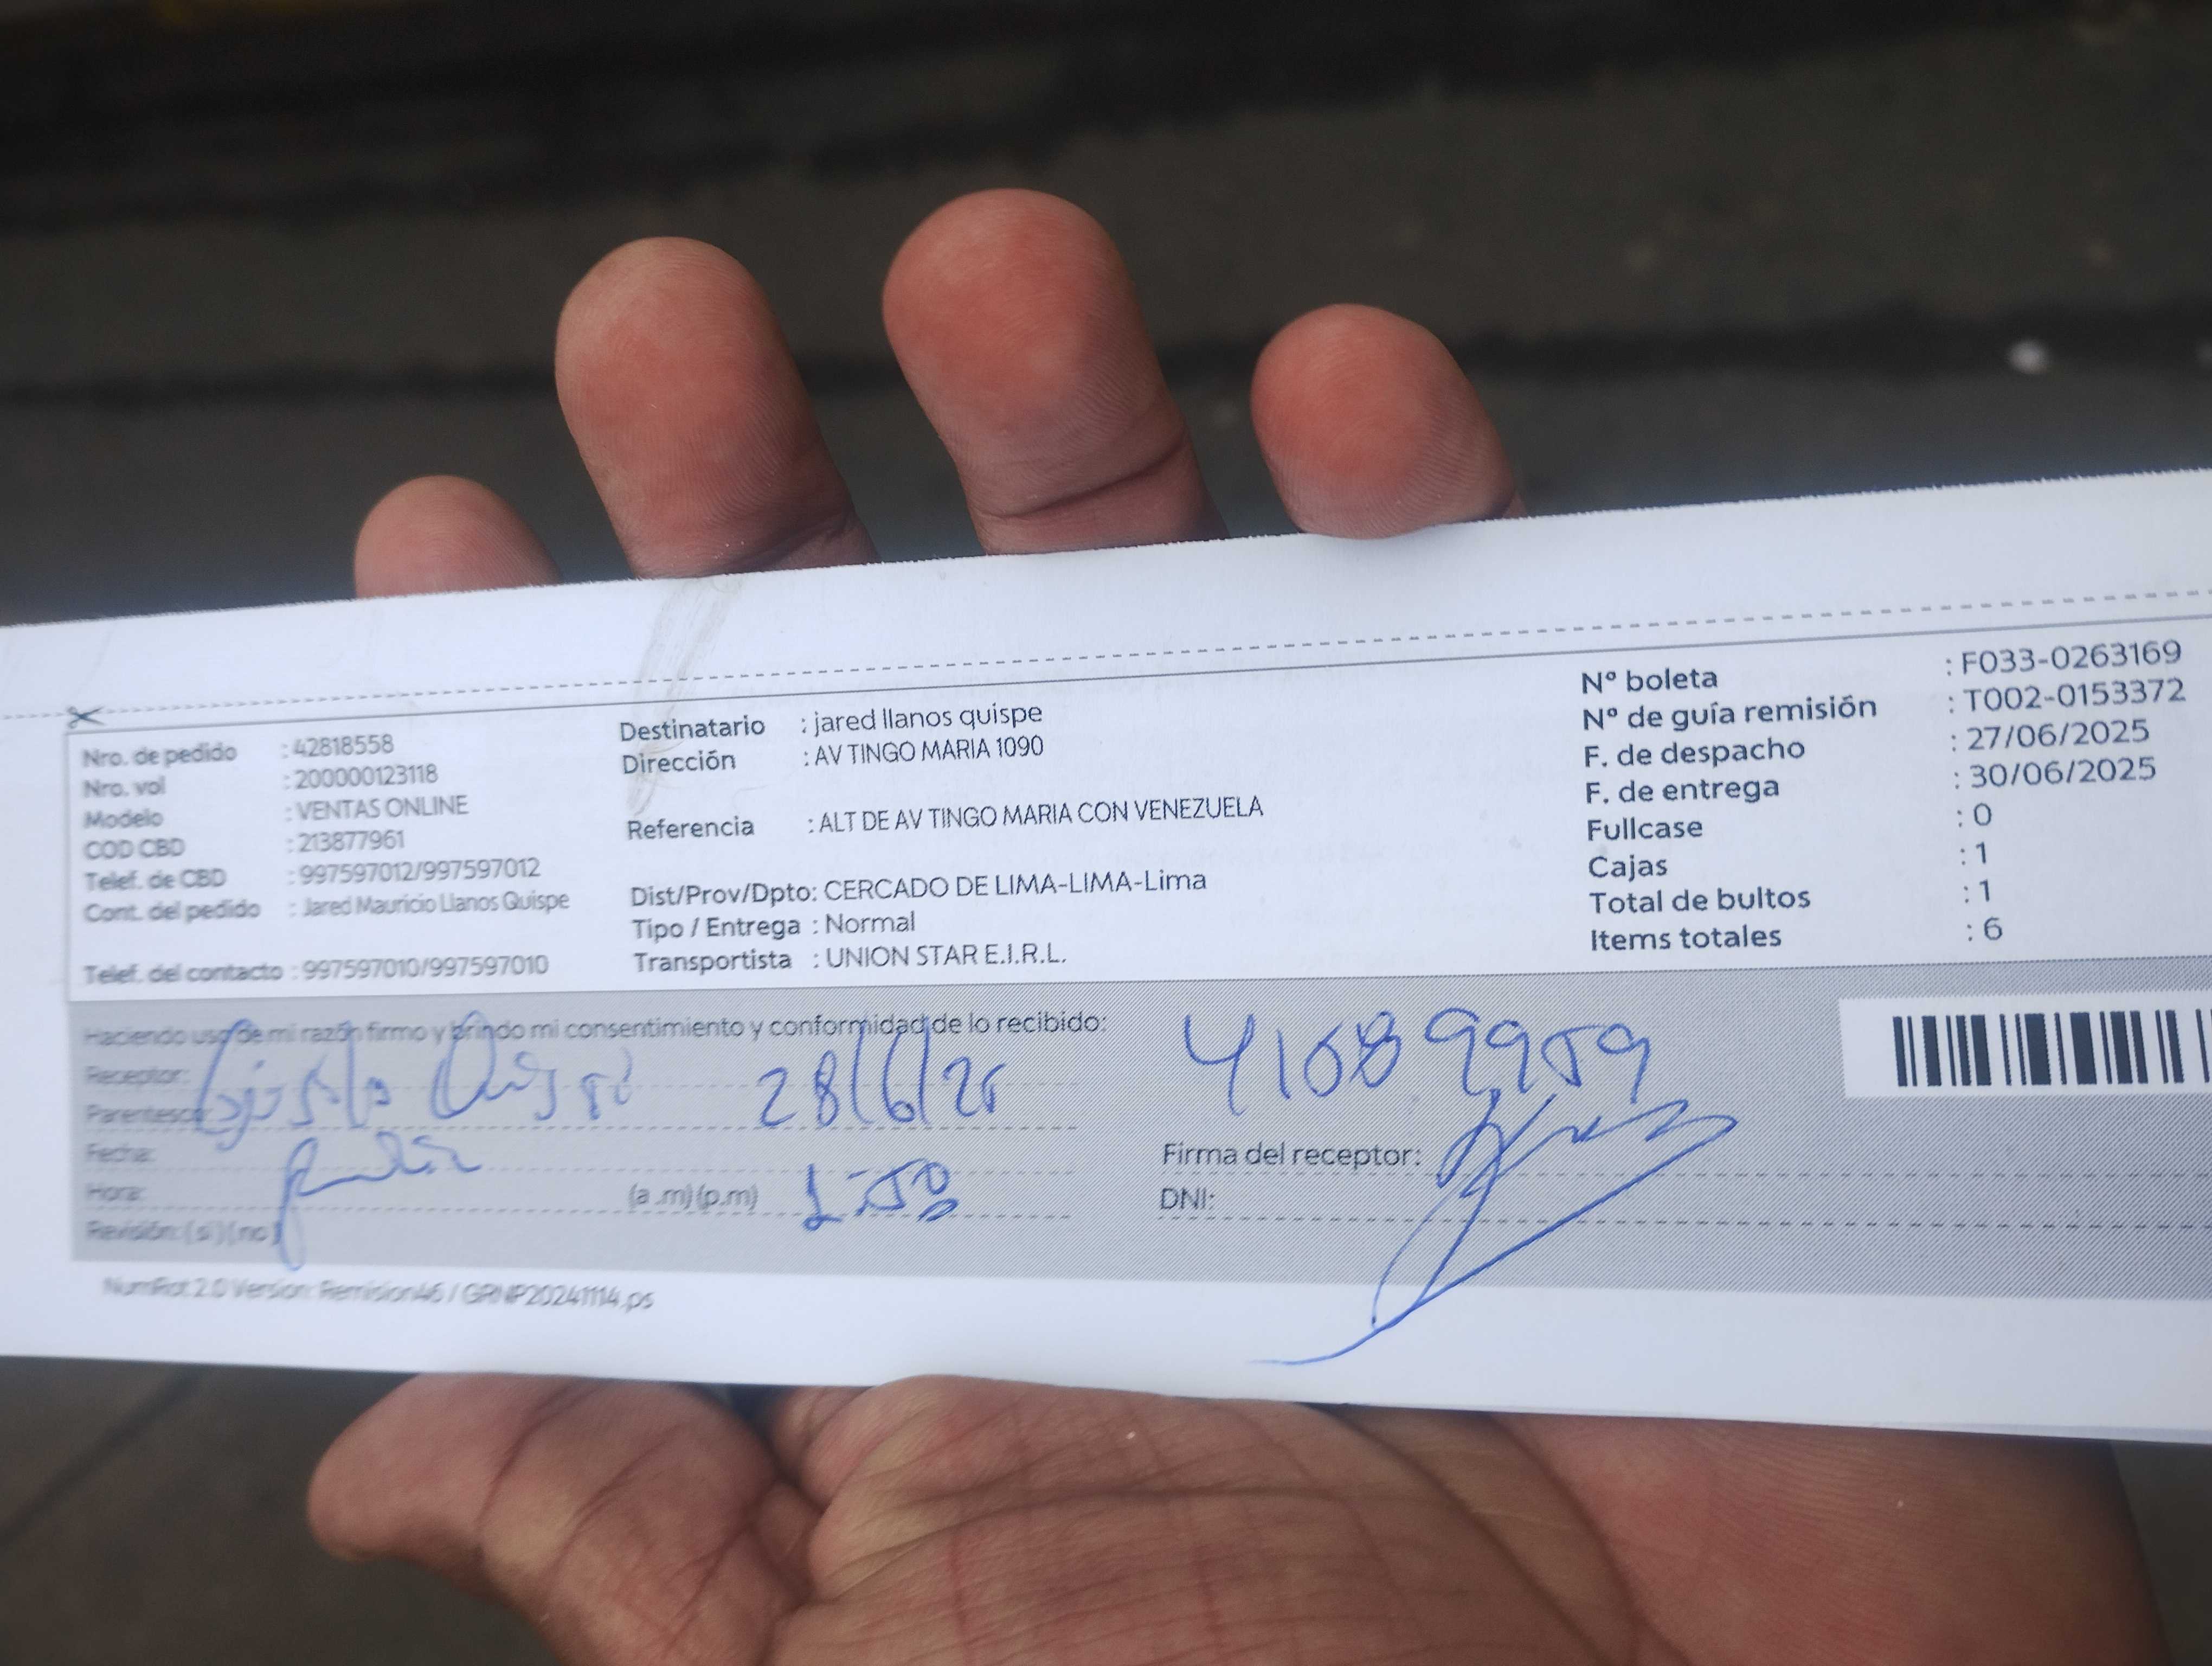 Nro. de pedido : 42818558
Nro. vol : 200000123118
Modelo : VENTAS ONLINE
COD CBD : 213877961
Telef. de CBD : 997597012/997597012
Cont. del pedido : Jared Mauricio Llanos Quispe
Telef. del contacto : 997597010/997597010
Destinatario : jared llanos quispe
Dirección : AV TINGO MARIA 1090
Referencia : ALT DE AV TINGO MARIA CON VENEZUELA
Dist/Prov/Dpto: CERCADO DE LIMA-LIMA-Lima
Tipo / Entrega : Normal
Transportista : UNION STAR E.I.R.L.
Nº boleta : F033-0263169
Nº de guía remisión : T002-0153372
F. de despacho : 27/06/2025
F. de entrega : 30/06/2025
Fullcase : 0
Cajas : 1
Total de bultos : 1
Items totales : 6
Haciendo uso de mi razón firmo y brindo mi consentimiento y conformidad de lo recibido:
Receptor:
Parentesco:
28/6/25
Fecha:
Hora: (a.m)(p.m)
Revisión: (si) (no)
Firma del receptor:
DNI:
NumRot 2.0 Version: Remision46 / GRNP20241114.ps